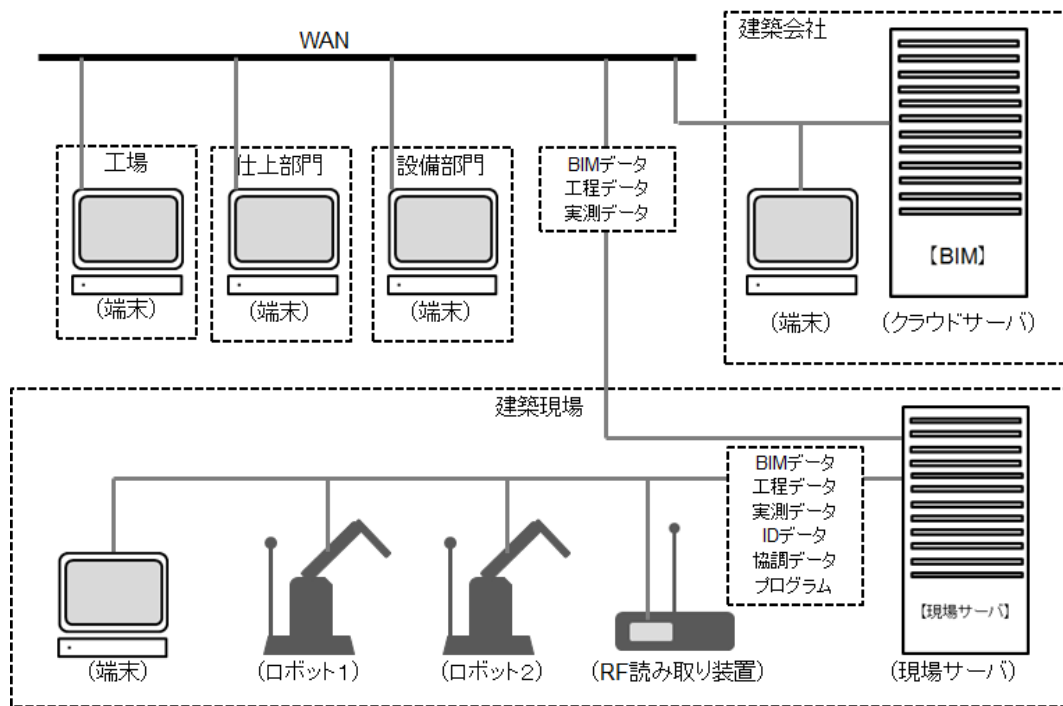 WAN
建築会社
工場
仕上部門
設備部門
BIMデータ
工程データ
実測データ
【BIM】
(端末)
(端末)
(端末)
(端末)
(クラウドサーバ)
建築現場
BIMデータ
工程データ
実測データ
IDデータ
協調データ
プログラム
【現場サーバ】
(端末)
(ロボット1)
(ロボット2)
(RF読み取り装置)
(現場サーバ)